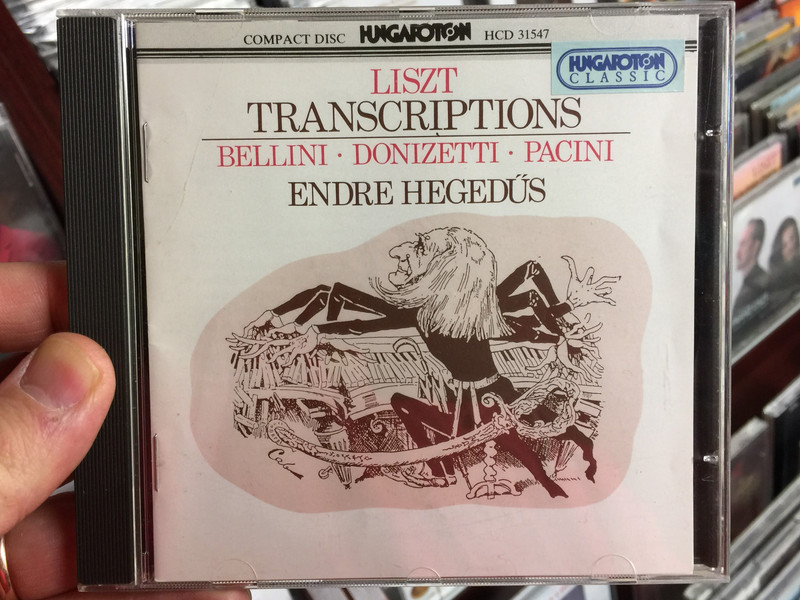 COMPACT DISC HUNGAROTON HCD 31547
HUNGAROTON
CLASSIC
LISZT
TRANSCRIPTIONS
BELLINI · DONIZETTI · PACINI
ENDRE HEGEDŰS